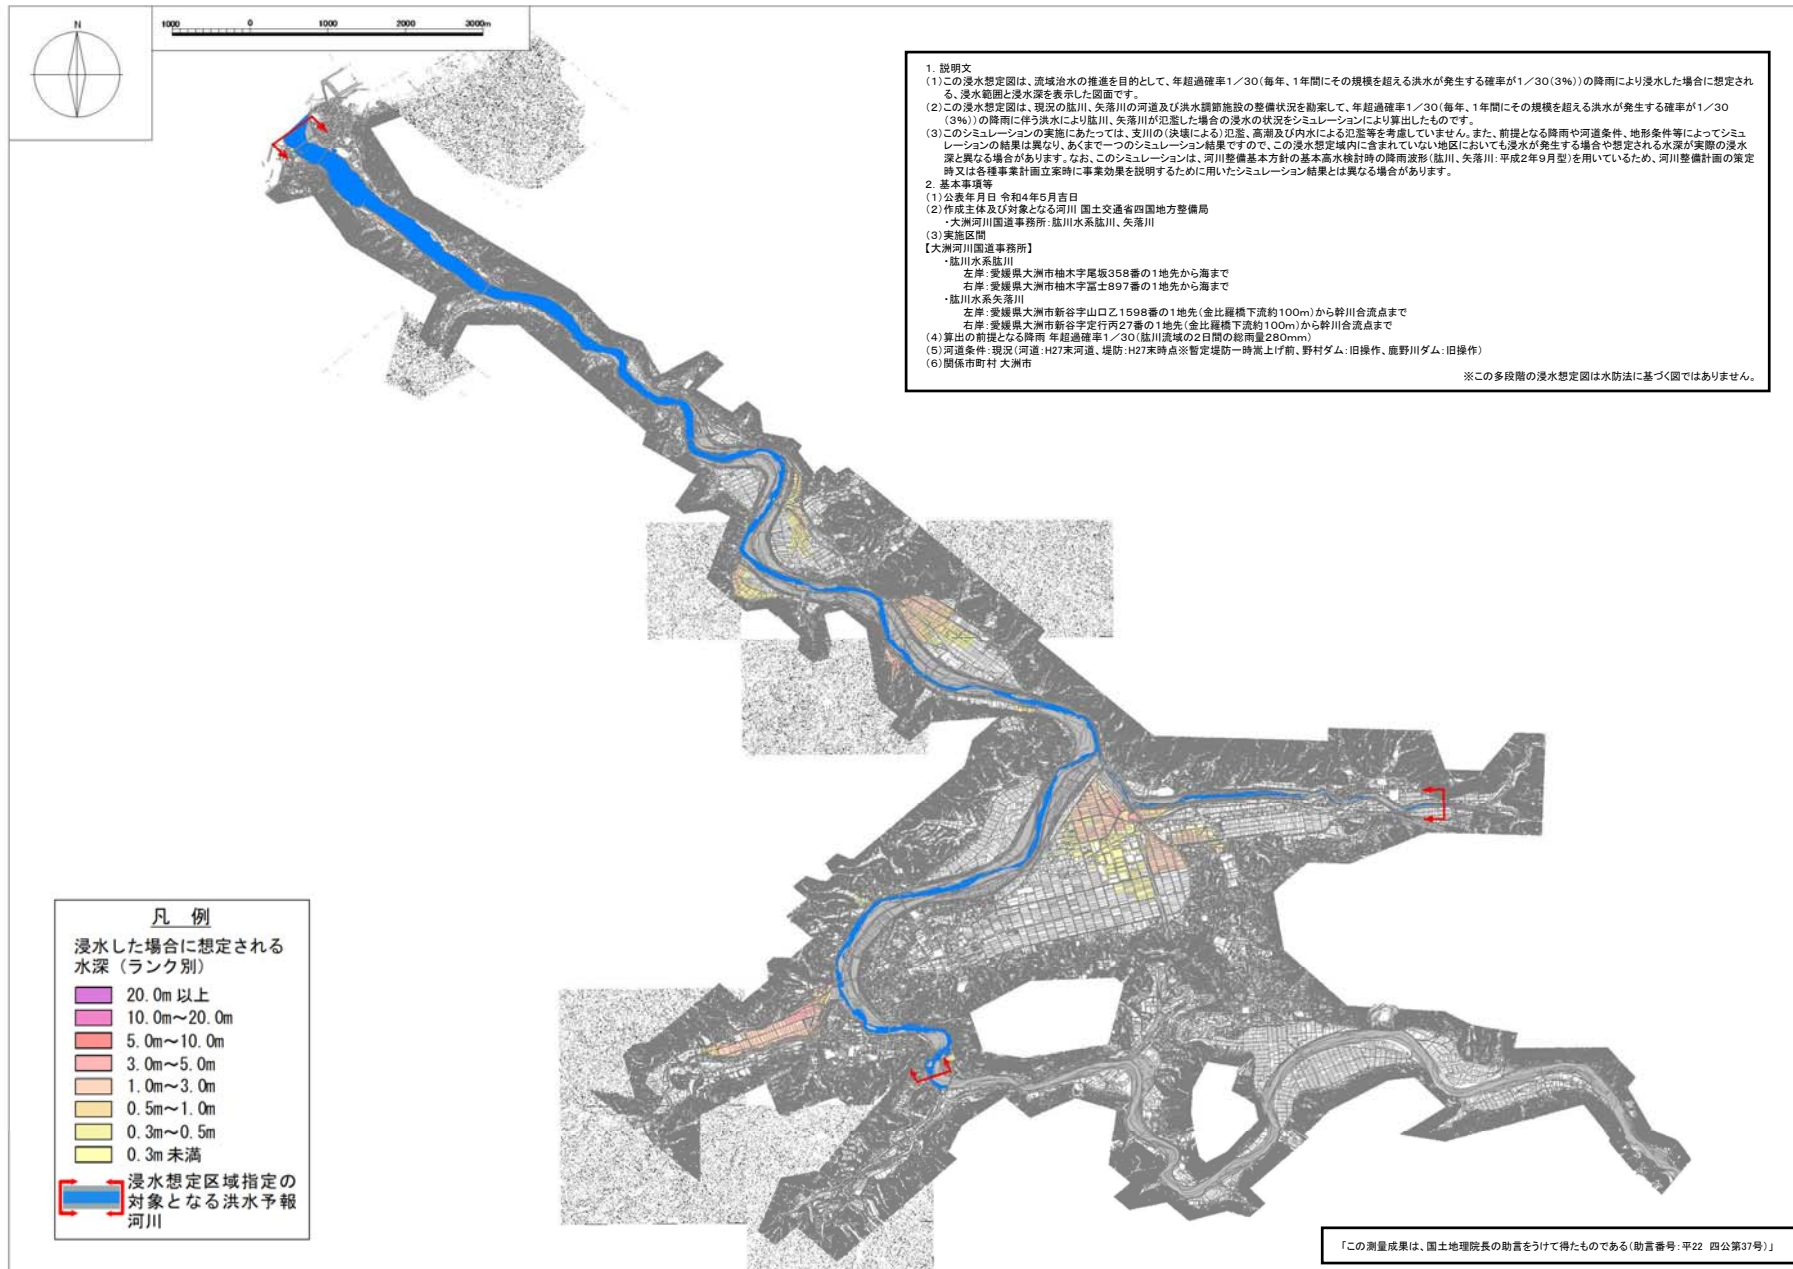 N
1000 0 1000 2000 3000m
1. 説明文
(1)この浸水想定図は、流域治水の推進を目的として、年超過確率1/30(毎年、1年間にその規模を超える洪水が発生する確率が1/30(3%))の降雨により浸水した場合に想定され
る、浸水範囲と浸水深を表示した図面です。
(2)この浸水想定図は、現況の肱川、矢落川の河道及び洪水調節施設の整備状況を勘案して、年超過確率1/30(毎年、1年間にその規模を超える洪水が発生する確率が1/30
(3%))の降雨に伴う洪水により肱川、矢落川が氾濫した場合の浸水の状況をシミュレーションにより算出したものです。
(3)このシミュレーションの実施にあたっては、支川の(決壊による)氾濫、高潮及び内水による氾濫等を考慮していません。また、前提となる降雨や河道条件、地形条件等によってシミュ
レーションの結果は異なり、あくまで一つのシミュレーション結果ですので、この浸水想定域内に含まれていない地区においても浸水が発生する場合や想定される水深が実際の浸水
深と異なる場合があります。なお、このシミュレーションは、河川整備基本方針の基本高水検討時の降雨波形(肱川、矢落川:平成2年9月型)を用いているため、河川整備計画の策定
時又は各種事業計画立案時に事業効果を説明するために用いたシミュレーション結果とは異なる場合があります。
2. 基本事項等
(1)公表年月日 令和4年5月吉日
(2)作成主体及び対象となる河川 国土交通省四国地方整備局
・大洲河川国道事務所:肱川水系肱川、矢落川
(3)実施区間
【大洲河川国道事務所】
・肱川水系肱川
左岸:愛媛県大洲市柚木字尾坂358番の1地先から海まで
右岸:愛媛県大洲市柚木字冨士897番の1地先から海まで
・肱川水系矢落川
左岸:愛媛県大洲市新谷字山口乙1598番の1地先(金比羅橋下流約100m)から幹川合流点まで
右岸:愛媛県大洲市新谷字定行丙27番の1地先(金比羅橋下流約100m)から幹川合流点まで
(4)算出の前提となる降雨 年超過確率1/30(肱川流域の2日間の総雨量280mm)
(5)河道条件:現況(河道:H27末河道、堤防:H27末時点※暫定堤防一時嵩上げ前、野村ダム:旧操作、鹿野川ダム:旧操作)
(6)関係市町村 大洲市
※この多段階の浸水想定図は水防法に基づく図ではありません。
凡 例
浸水した場合に想定される
水深(ランク別)
20.0m 以上
10.0m~20.0m
5.0m~10.0m
3.0m~5.0m
1.0m~3.0m
0.5m~1.0m
0.3m~0.5m
0.3m 未満
浸水想定区域指定の
対象となる洪水予報
河川
「この測量成果は、国土地理院長の助言をうけて得たものである(助言番号:平22 四公第37号)」